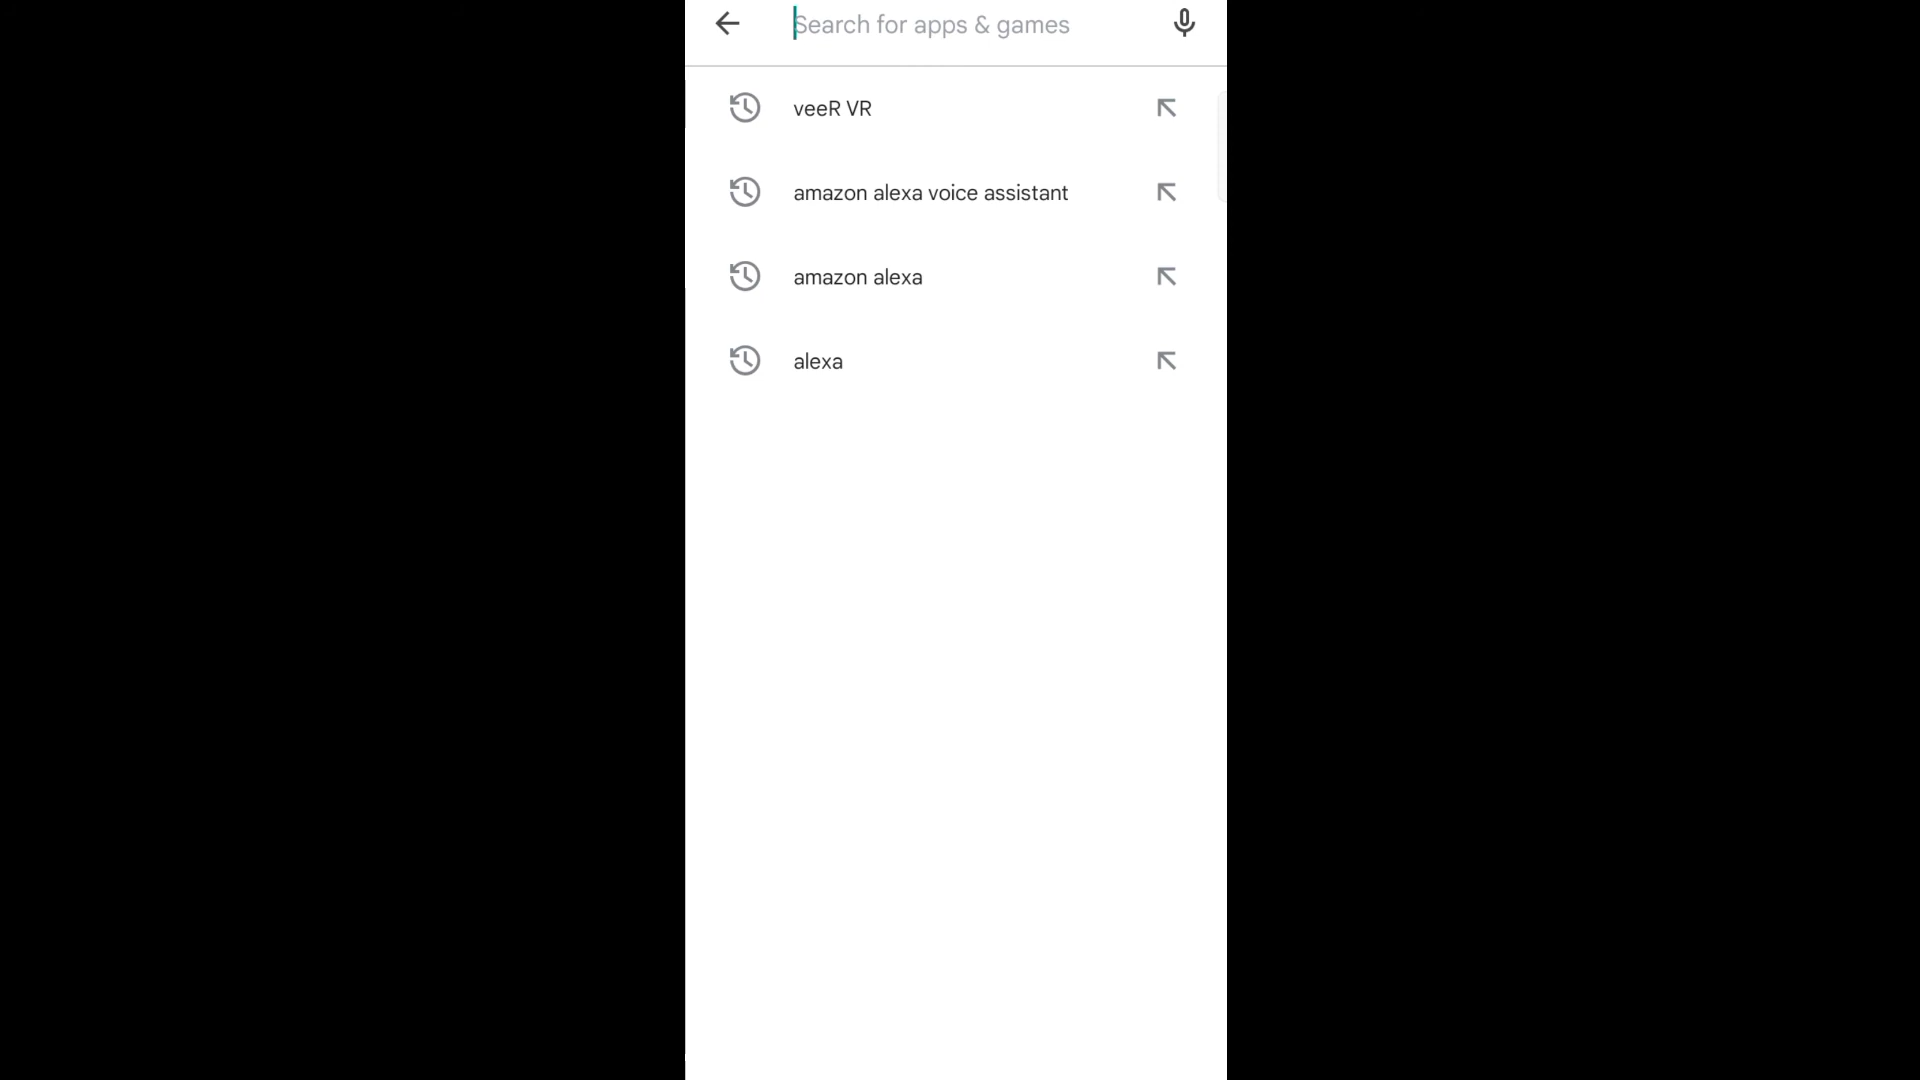 Search for apps & games
veeR VR
amazon alexa voice assistant
amazon alexa
alexa